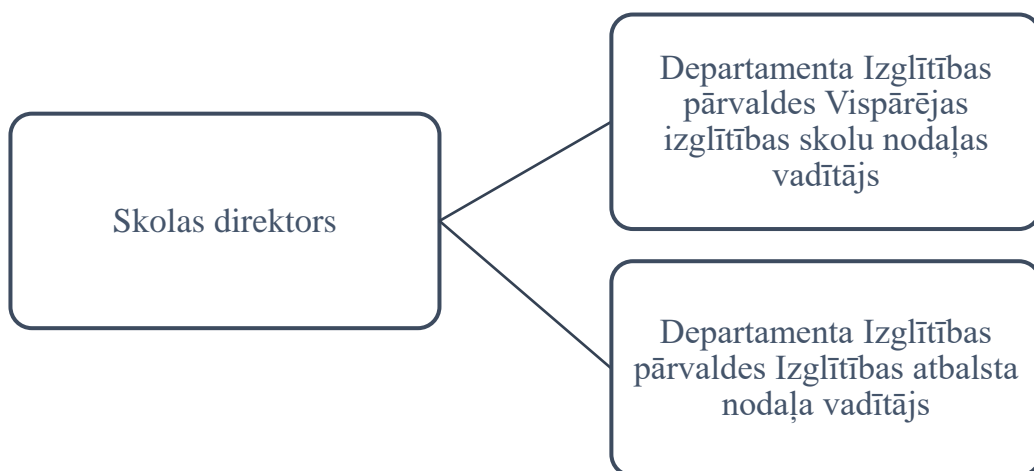 Skolas direktors
Departamenta Izglītības
pārvaldes Vispārējas
izglītības skolu nodaļas
vadītājs
Departamenta Izglītības
pārvaldes Izglītības atbalsta
nodaļa vadītājs